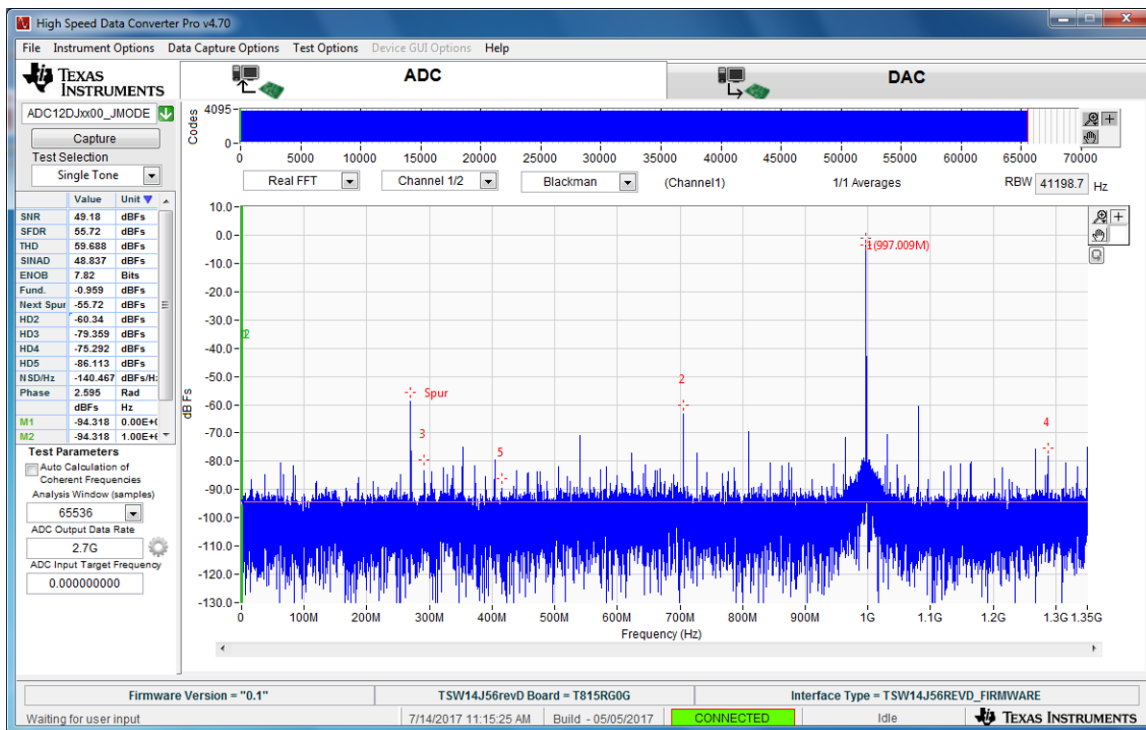 High Speed Data Converter Pro v4.70
File Instrument Options Data Capture Options Test Options Device GUI Options Help
TEXAS INSTRUMENTS
ADC
DAC
ADC12DJxx00_JMODE
Capture
Test Selection
Single Tone
Codes
4095
0
0 5000 10000 15000 20000 25000 30000 35000 40000 45000 50000 55000 60000 65000 70000
Real FFT Channel 1/2 Blackman (Channel1) 1/1 Averages RBW 41198.7 Hz
Value Unit
SNR 49.18 dBFs
SFDR 55.72 dBFs
THD 59.688 dBFs
SINAD 48.837 dBFs
ENOB 7.82 Bits
Fund. -0.959 dBFs
Next Spur -55.72 dBFs
HD2 -60.34 dBFs
HD3 -79.359 dBFs
HD4 -75.292 dBFs
HD5 -86.113 dBFs
NSD/Hz -140.467 dBFs/H
Phase 2.595 Rad
dBFs Hz
M1 -94.318 0.00E+
M2 -94.318 1.00E+
Test Parameters
Auto Calculation of
Coherent Frequencies
Analysis Window (samples)
65536
ADC Output Data Rate
2.7G
ADC Input Target Frequency
0.000000000
dBFs
10.0
0.0
-10.0
-20.0
-30.0
-40.0
-50.0
-60.0
-70.0
-80.0
-90.0
-100.0
-110.0
-120.0
-130.0
1(997.009M)
2
Spur
2
3
5
4
0 100M 200M 300M 400M 500M 600M 700M 800M 900M 1G 1.1G 1.2G 1.3G 1.35G
Frequency (Hz)
Firmware Version = "0.1" TSW14J56revD Board = T815RG0G Interface Type = TSW14J56REVD_FIRMWARE
Waiting for user input 7/14/2017 11:15:25 AM Build - 05/05/2017 CONNECTED Idle TEXAS INSTRUMENTS